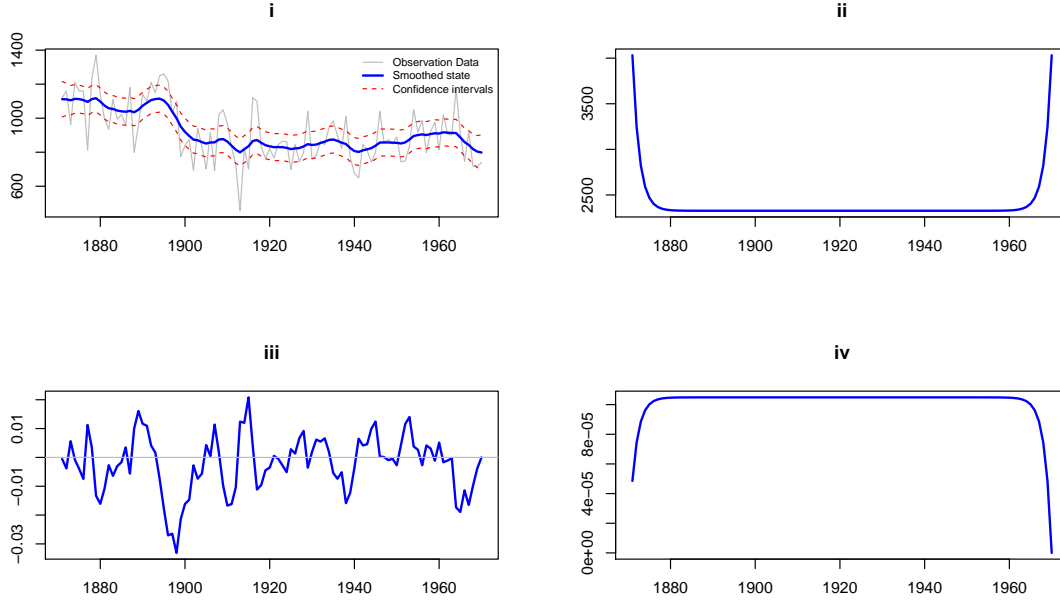 i
1400
1000
600
Observation Data
Smoothed state
Confidence intervals
1880 1900 1920 1940 1960
ii
3500
2500
1880 1900 1920 1940 1960
iii
0.01
−0.01
−0.03
1880 1900 1920 1940 1960
iv
8e−05
4e−05
0e+00
1880 1900 1920 1940 1960